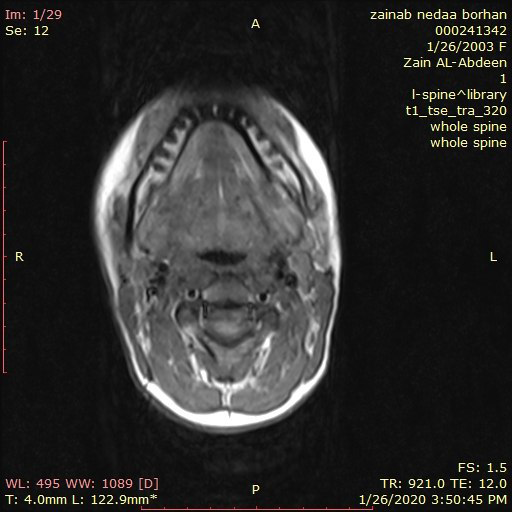 Im: 1/29
Se: 12
A
zainab nedaa borhan
000241342
1/26/2003 F
Zain AL-Abdeen
1
l-spine^library
t1_tse_tra_320
whole spine
whole spine
R
L
WL: 495 WW: 1089 [D]
T: 4.0mm L: 122.9mm*
P
FS: 1.5
TR: 921.0 TE: 12.0
1/26/2020 3:50:45 PM